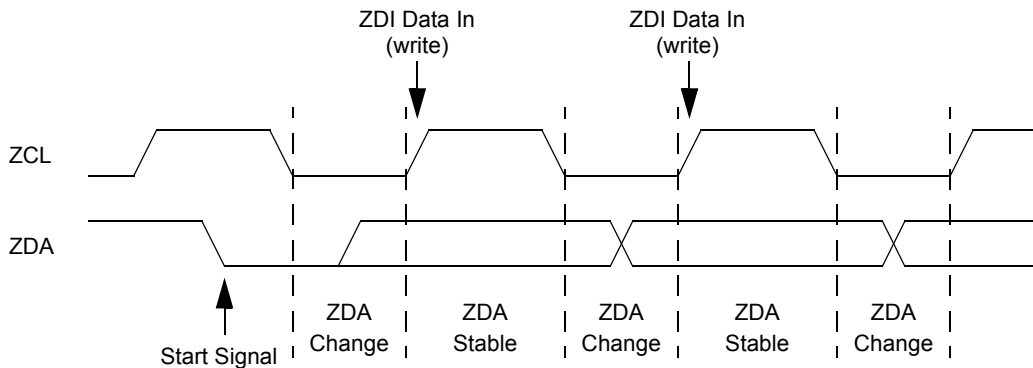 ZDI Data In
(write)
ZDI Data In
(write)
ZCL
ZDA
ZDA
Change
ZDA
Stable
ZDA
Change
ZDA
Stable
ZDA
Change
Start Signal